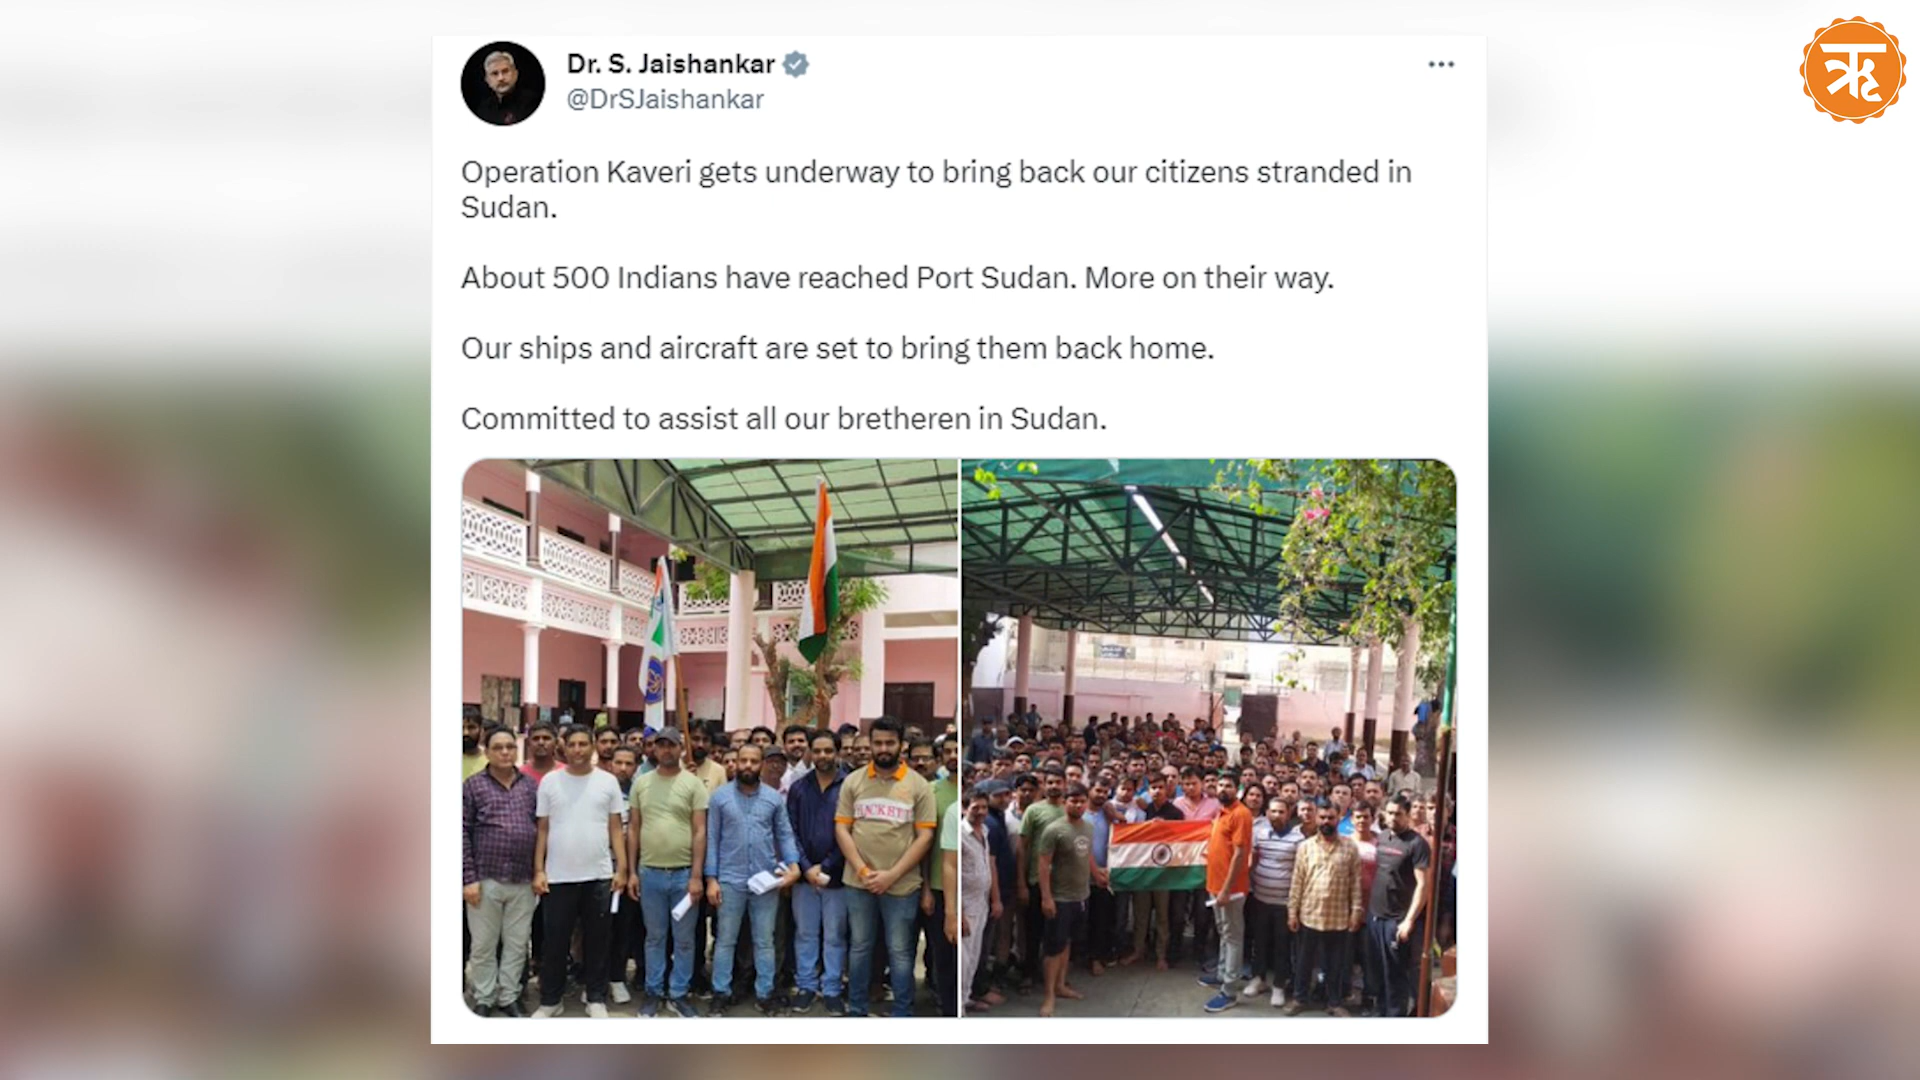 Dr. S. Jaishankar
@DrSJaishankar
Operation Kaveri gets underway to bring back our citizens stranded in
Sudan.
About 500 Indians have reached Port Sudan. More on their way.
Our ships and aircraft are set to bring them back home.
Committed to assist all our bretheren in Sudan.
ऋ